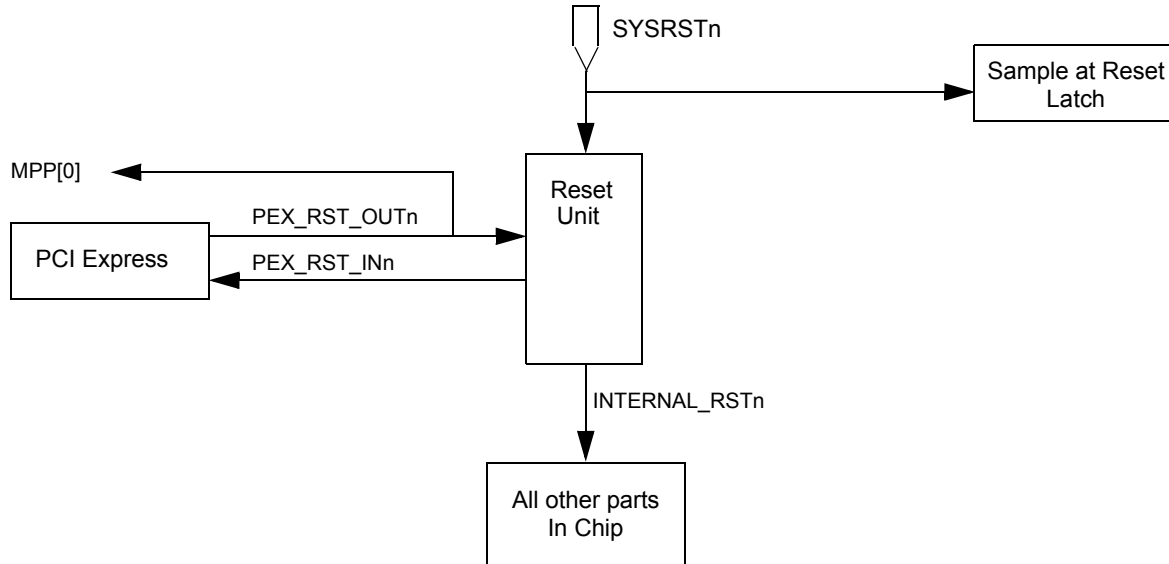 SYSRSTn
Sample at Reset
Latch
MPP[0]
Reset
Unit
PEX_RST_OUTn
PCI Express
PEX_RST_INn
INTERNAL_RSTn
All other parts
In Chip